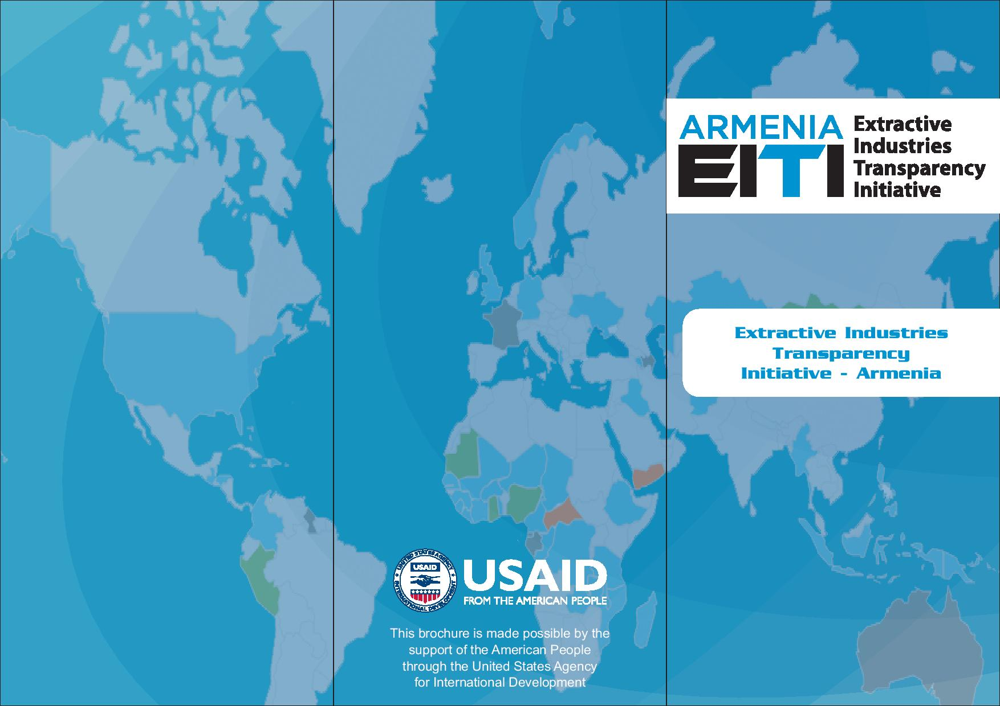 ARMENIA
EITI
Extractive
Industries
Transparency
Initiative
Extractive Industries
Transparency
Initiative - Armenia
UNITED STATES AGENCY
INTERNATIONAL DEVELOPMENT
USAID
USAID
FROM THE AMERICAN PEOPLE
This brochure is made possible by the
support of the American People
through the United States Agency
for International Development